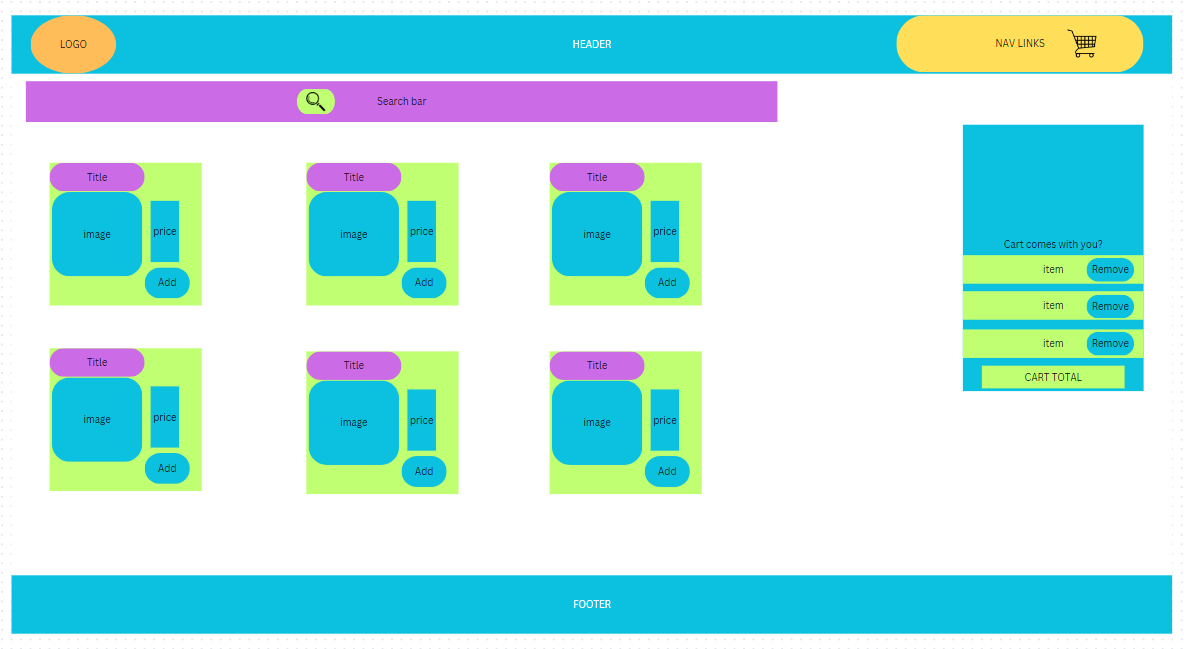 LOGO
HEADER
NAV LINKS
Search bar
Title
image
price
Add
Title
image
price
Add
Title
image
price
Add
Cart comes with you?
item
Remove
item
Remove
item
Remove
CART TOTAL
Title
image
price
Add
Title
image
price
Add
Title
image
price
Add
FOOTER